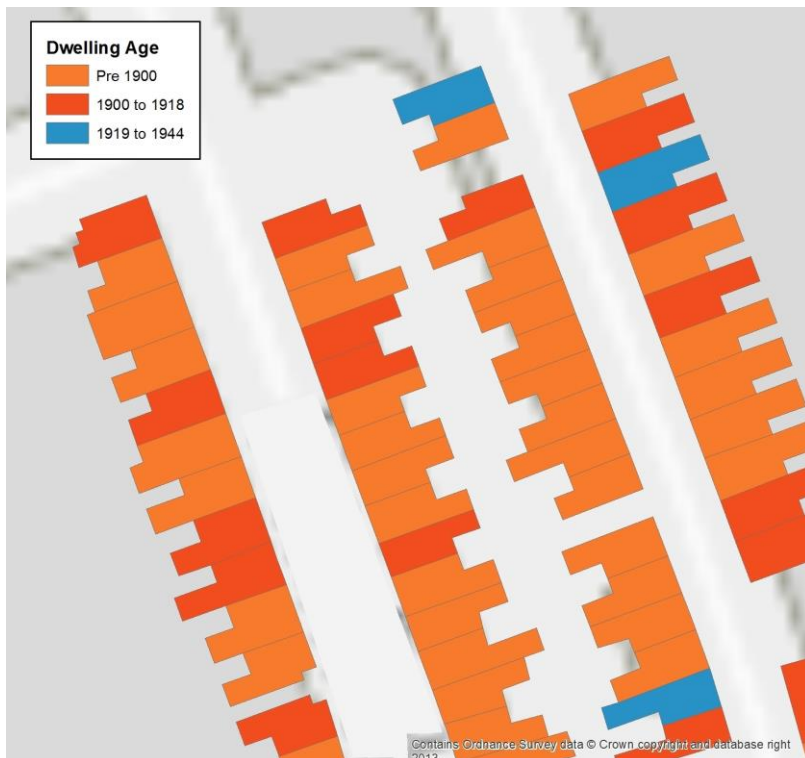 Dwelling Age
Pre 1900
1900 to 1918
1919 to 1944
Contains Ordnance Survey data © Crown copyright and database right
2013